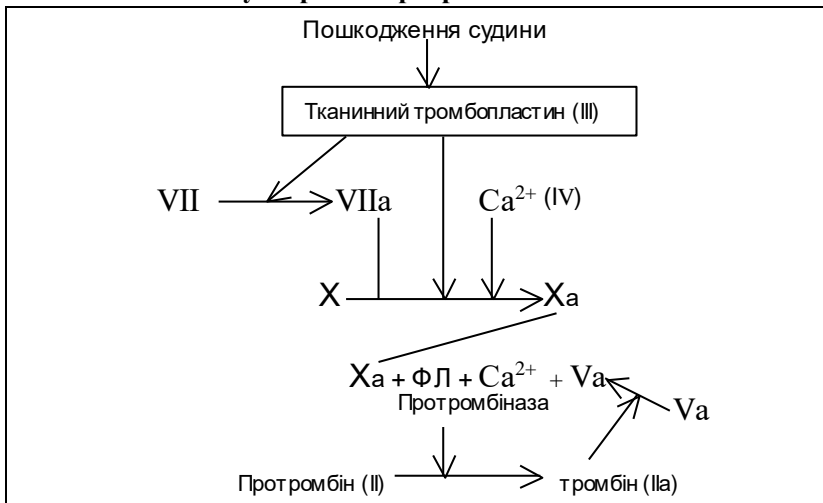 Пошкодження судини
Тканинний тромбопластин (III)
VII VIIa Ca²⁺ (IV)
X Xa
Xa + ФЛ + Ca²⁺ + Va
Протромбіназа
Va
Протромбін (II) тромбін (IIa)